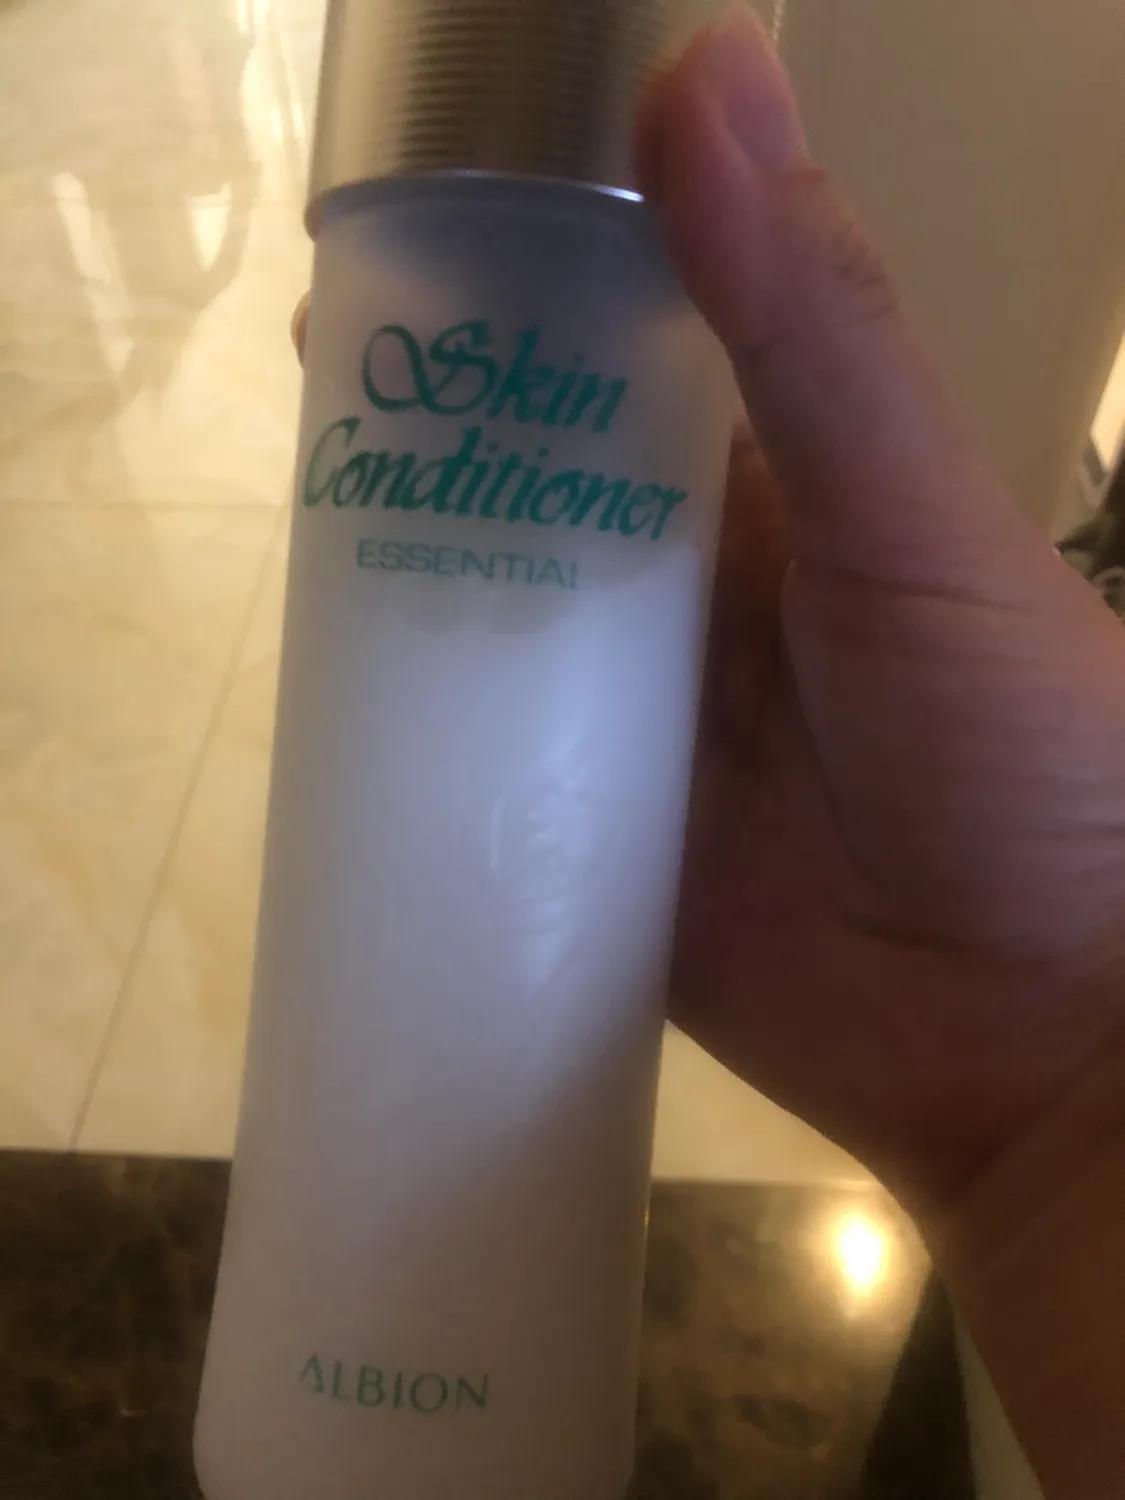 Skin
Conditioner
ESSENTIAL
ALBION